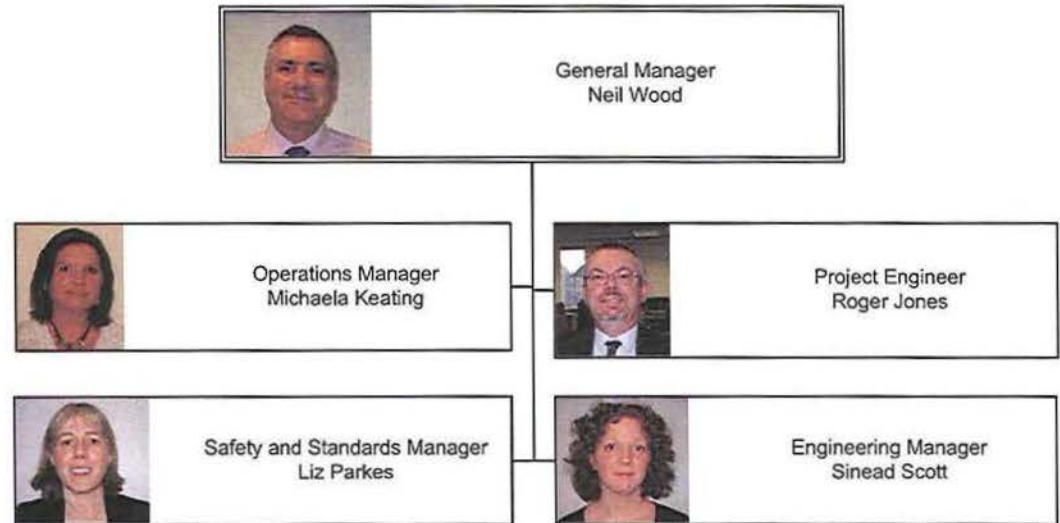 General Manager
Neil Wood
Operations Manager
Michaela Keating
Project Engineer
Roger Jones
Safety and Standards Manager
Liz Parkes
Engineering Manager
Sinead Scott